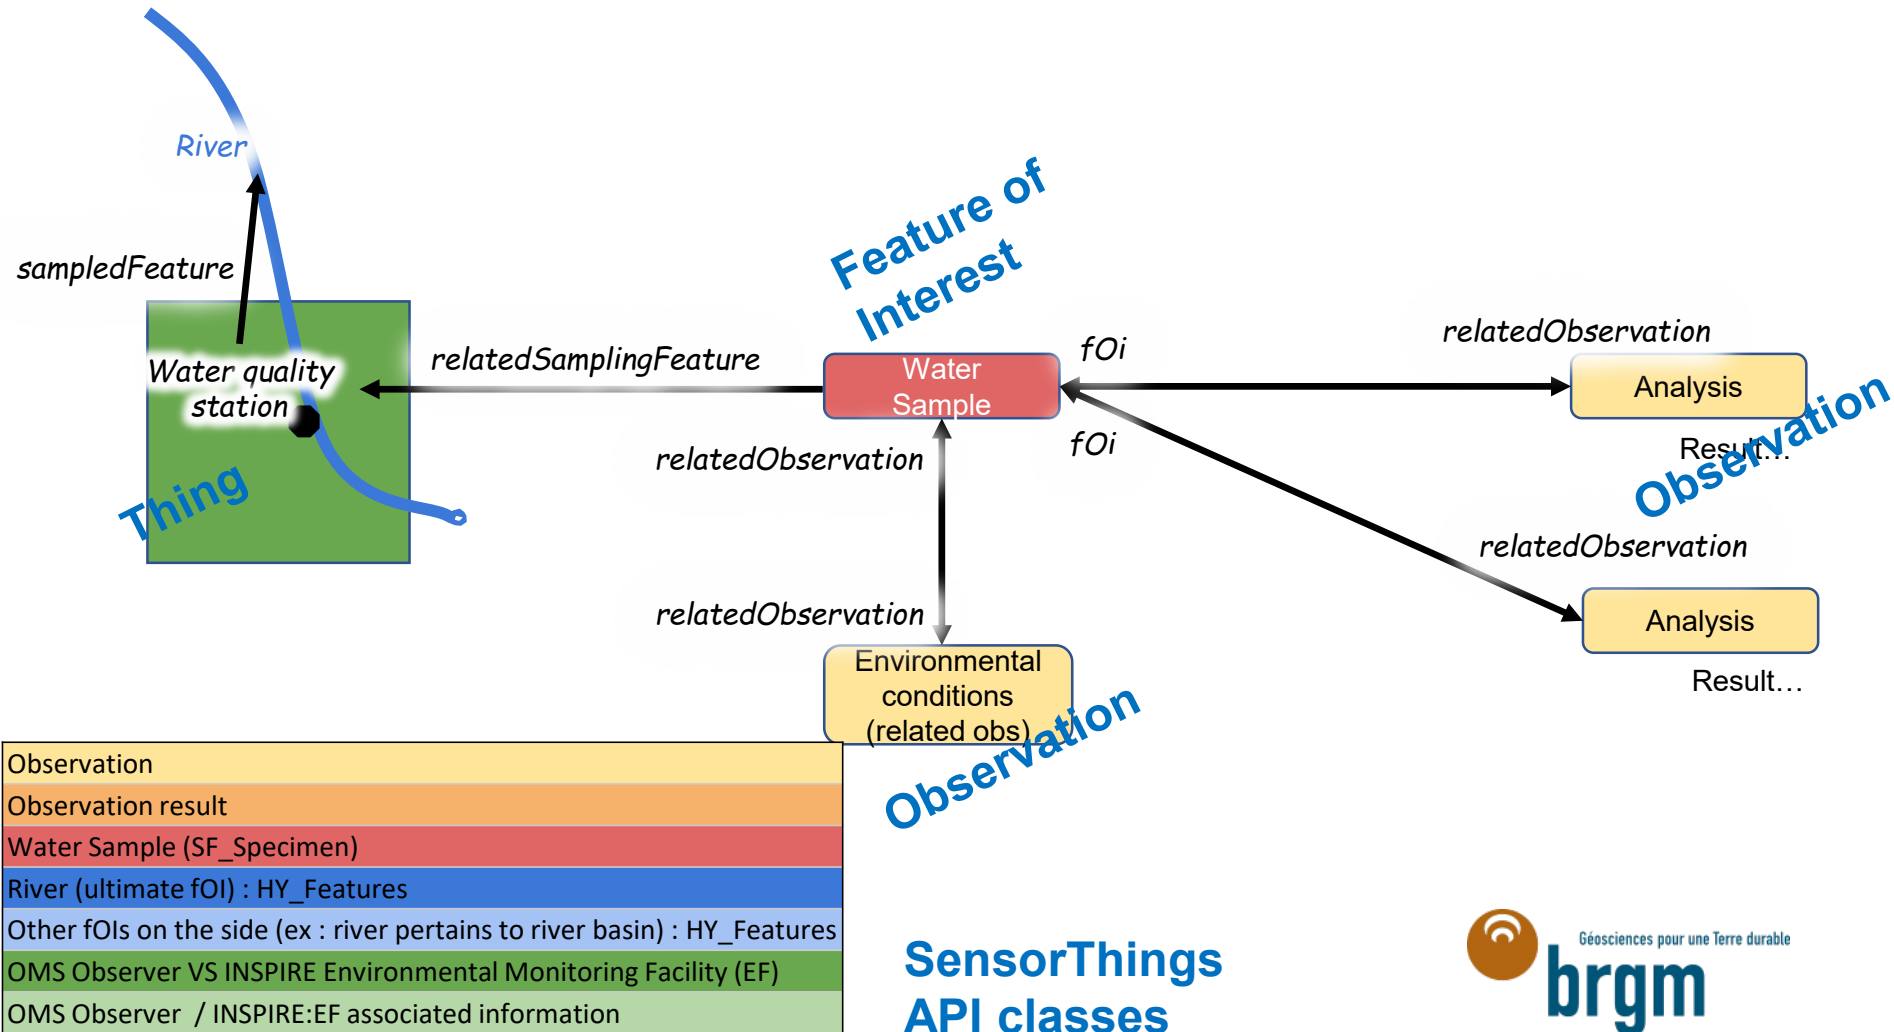 River
sampledFeature
Water quality
station
Thing
relatedSamplingFeature
Feature of
Interest
Water
Sample
fOi
fOi
relatedObservation
Analysis
Result...
Observation
relatedObservation
Analysis
Result...
relatedObservation
relatedObservation
Environmental
conditions
(related obs)
Observation
Observation
Observation result
Water Sample (SF_Specimen)
River (ultimate fOI) : HY_Features
Other fOIs on the side (ex : river pertains to river basin) : HY_Features
OMS Observer VS INSPIRE Environmental Monitoring Facility (EF)
OMS Observer / INSPIRE:EF associated information
SensorThings
API classes
Géosciences pour une Terre durable
brgm